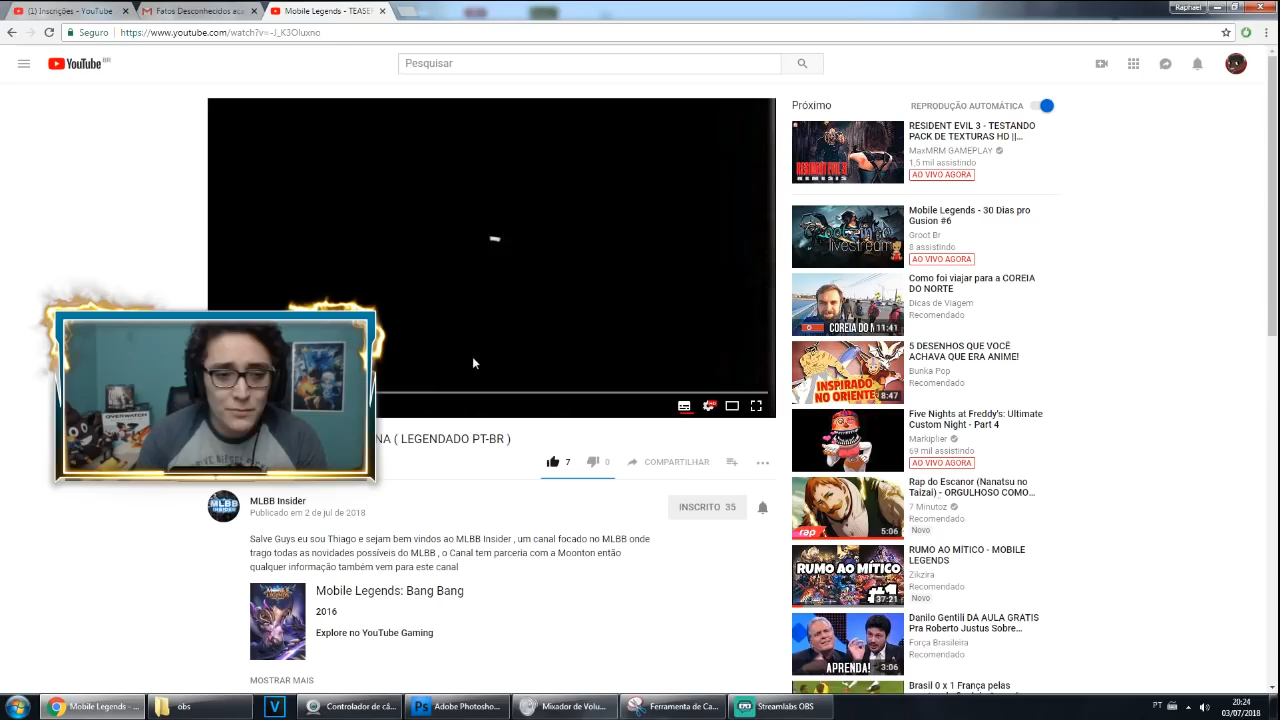 (1) Inscrições - YouTube
Fatos Desconhecidos aca
Mobile Legends - TEASE
Raphael
Seguro
https://www.youtube.com/watch?v=-J_K3Oluxno
YouTube BR
Pesquisar
Próximo
REPRODUÇÃO AUTOMÁTICA
RESIDENT EVIL 3 - TESTANDO
PACK DE TEXTURAS HD ||...
MaxMRM GAMEPLAY
1,5 mil assistindo
AO VIVO AGORA
Mobile Legends - 30 Dias pro
Gusion #6
Groot Br
8 assistindo
AO VIVO AGORA
livestream
Como foi viajar para a COREIA
DO NORTE
Dicas de Viagem
Recomendado
11:41
5 DESENHOS QUE VOCÊ
ACHAVA QUE ERA ANIME!
Bunka Pop
Recomendado
INSPIRADO
NO ORIENTE
8:47
OVERWATCH
NA ( LEGENDADO PT-BR )
7
0
COMPARTILHAR
Five Nights at Freddy's: Ultimate
Custom Night - Part 4
Markiplier
69 mil assistindo
AO VIVO AGORA
MLBB
INSIDER
MLBB Insider
Publicado em 2 de jul de 2018
INSCRITO 35
Rap do Escanor (Nanatsu no
Taizai) - ORGULHOSO COMO...
7 Minutoz
Recomendado
Novo
rap
5:06
Salve Guys eu sou Thiago e sejam bem vindos ao MLBB Insider , um canal focado no MLBB onde
trago todas as novidades possíveis do MLBB , o Canal tem parceria com a Moonton então
qualquer informação também vem para este canal
RUMO AO MÍTICO - MOBILE
LEGENDS
Zikzira
Recomendado
Novo
RUMO AO MÍTICO
#1
37:21
Mobile Legends: Bang Bang
2016
Explore no YouTube Gaming
Danilo Gentili DA AULA GRATIS
Pra Roberto Justus Sobre...
Força Brasileira
Recomendado
APRENDA!
3:06
MOSTRAR MAIS
Brasil 0 x 1 França pelas
Mobile Legends - ...
obs
Controlador de câ...
Adobe Photosho...
Mixador de Volu...
Ferramenta de Ca...
Streamlabs OBS
PT
20:24
03/07/2018